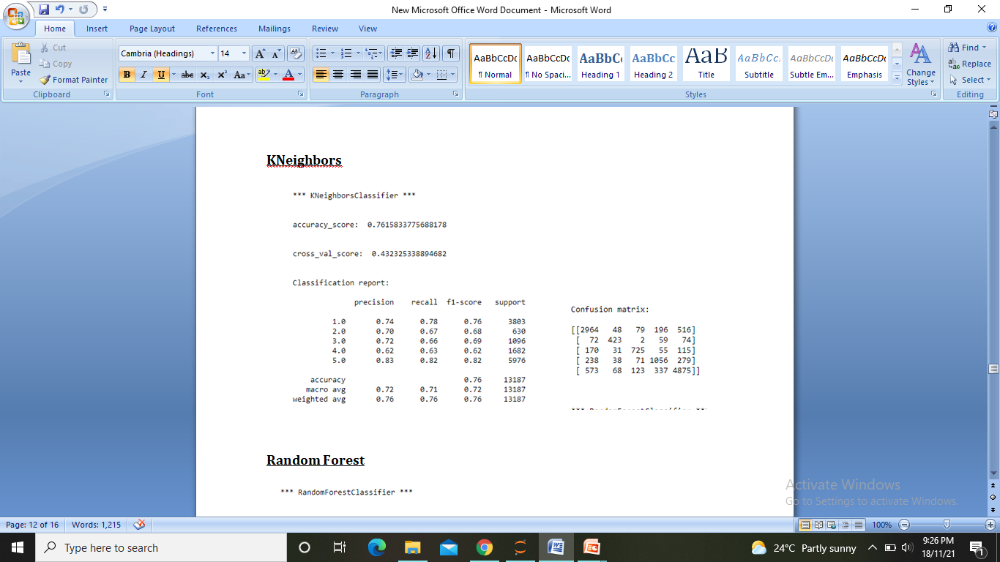 New Microsoft Office Word Document - Microsoft Word
Home Insert Page Layout References Mailings Review View
Paste
Cut
Copy
Format Painter
Clipboard
Cambria (Headings) 14
Font
Paragraph
AaBbCcDc AaBbCcDc AaBbC AaBbCc AaB AaBbCc. AaBbCcDc AaBbCcDc
¶ Normal ¶ No Spaci... Heading 1 Heading 2 Title Subtitle Subtle Em... Emphasis
Change Styles
Styles
Find
Replace
Select
Editing
KNeighbors
*** KNeighborsClassifier ***
accuracy_score: 0.7615833775688178
cross_val_score: 0.432325338894682
Classification report:
precision recall f1-score support
1.0 0.74 0.78 0.76 3803
2.0 0.70 0.67 0.68 630
3.0 0.72 0.66 0.69 1096
4.0 0.62 0.63 0.62 1682
5.0 0.83 0.82 0.82 5976
accuracy 0.76 13187
macro avg 0.72 0.71 0.72 13187
weighted avg 0.76 0.76 0.76 13187
Confusion matrix:
[[2964 48 79 196 516]
[ 72 423 2 59 74]
[ 170 31 725 55 115]
[ 238 38 71 1056 279]
[ 573 68 123 337 4875]]
Random Forest
*** RandomForestClassifier ***
Activate Windows
Go to Settings to activate Windows.
Page: 12 of 16 Words: 1,215 100%
Type here to search
24°C Partly sunny
9:26 PM
18/11/21
1